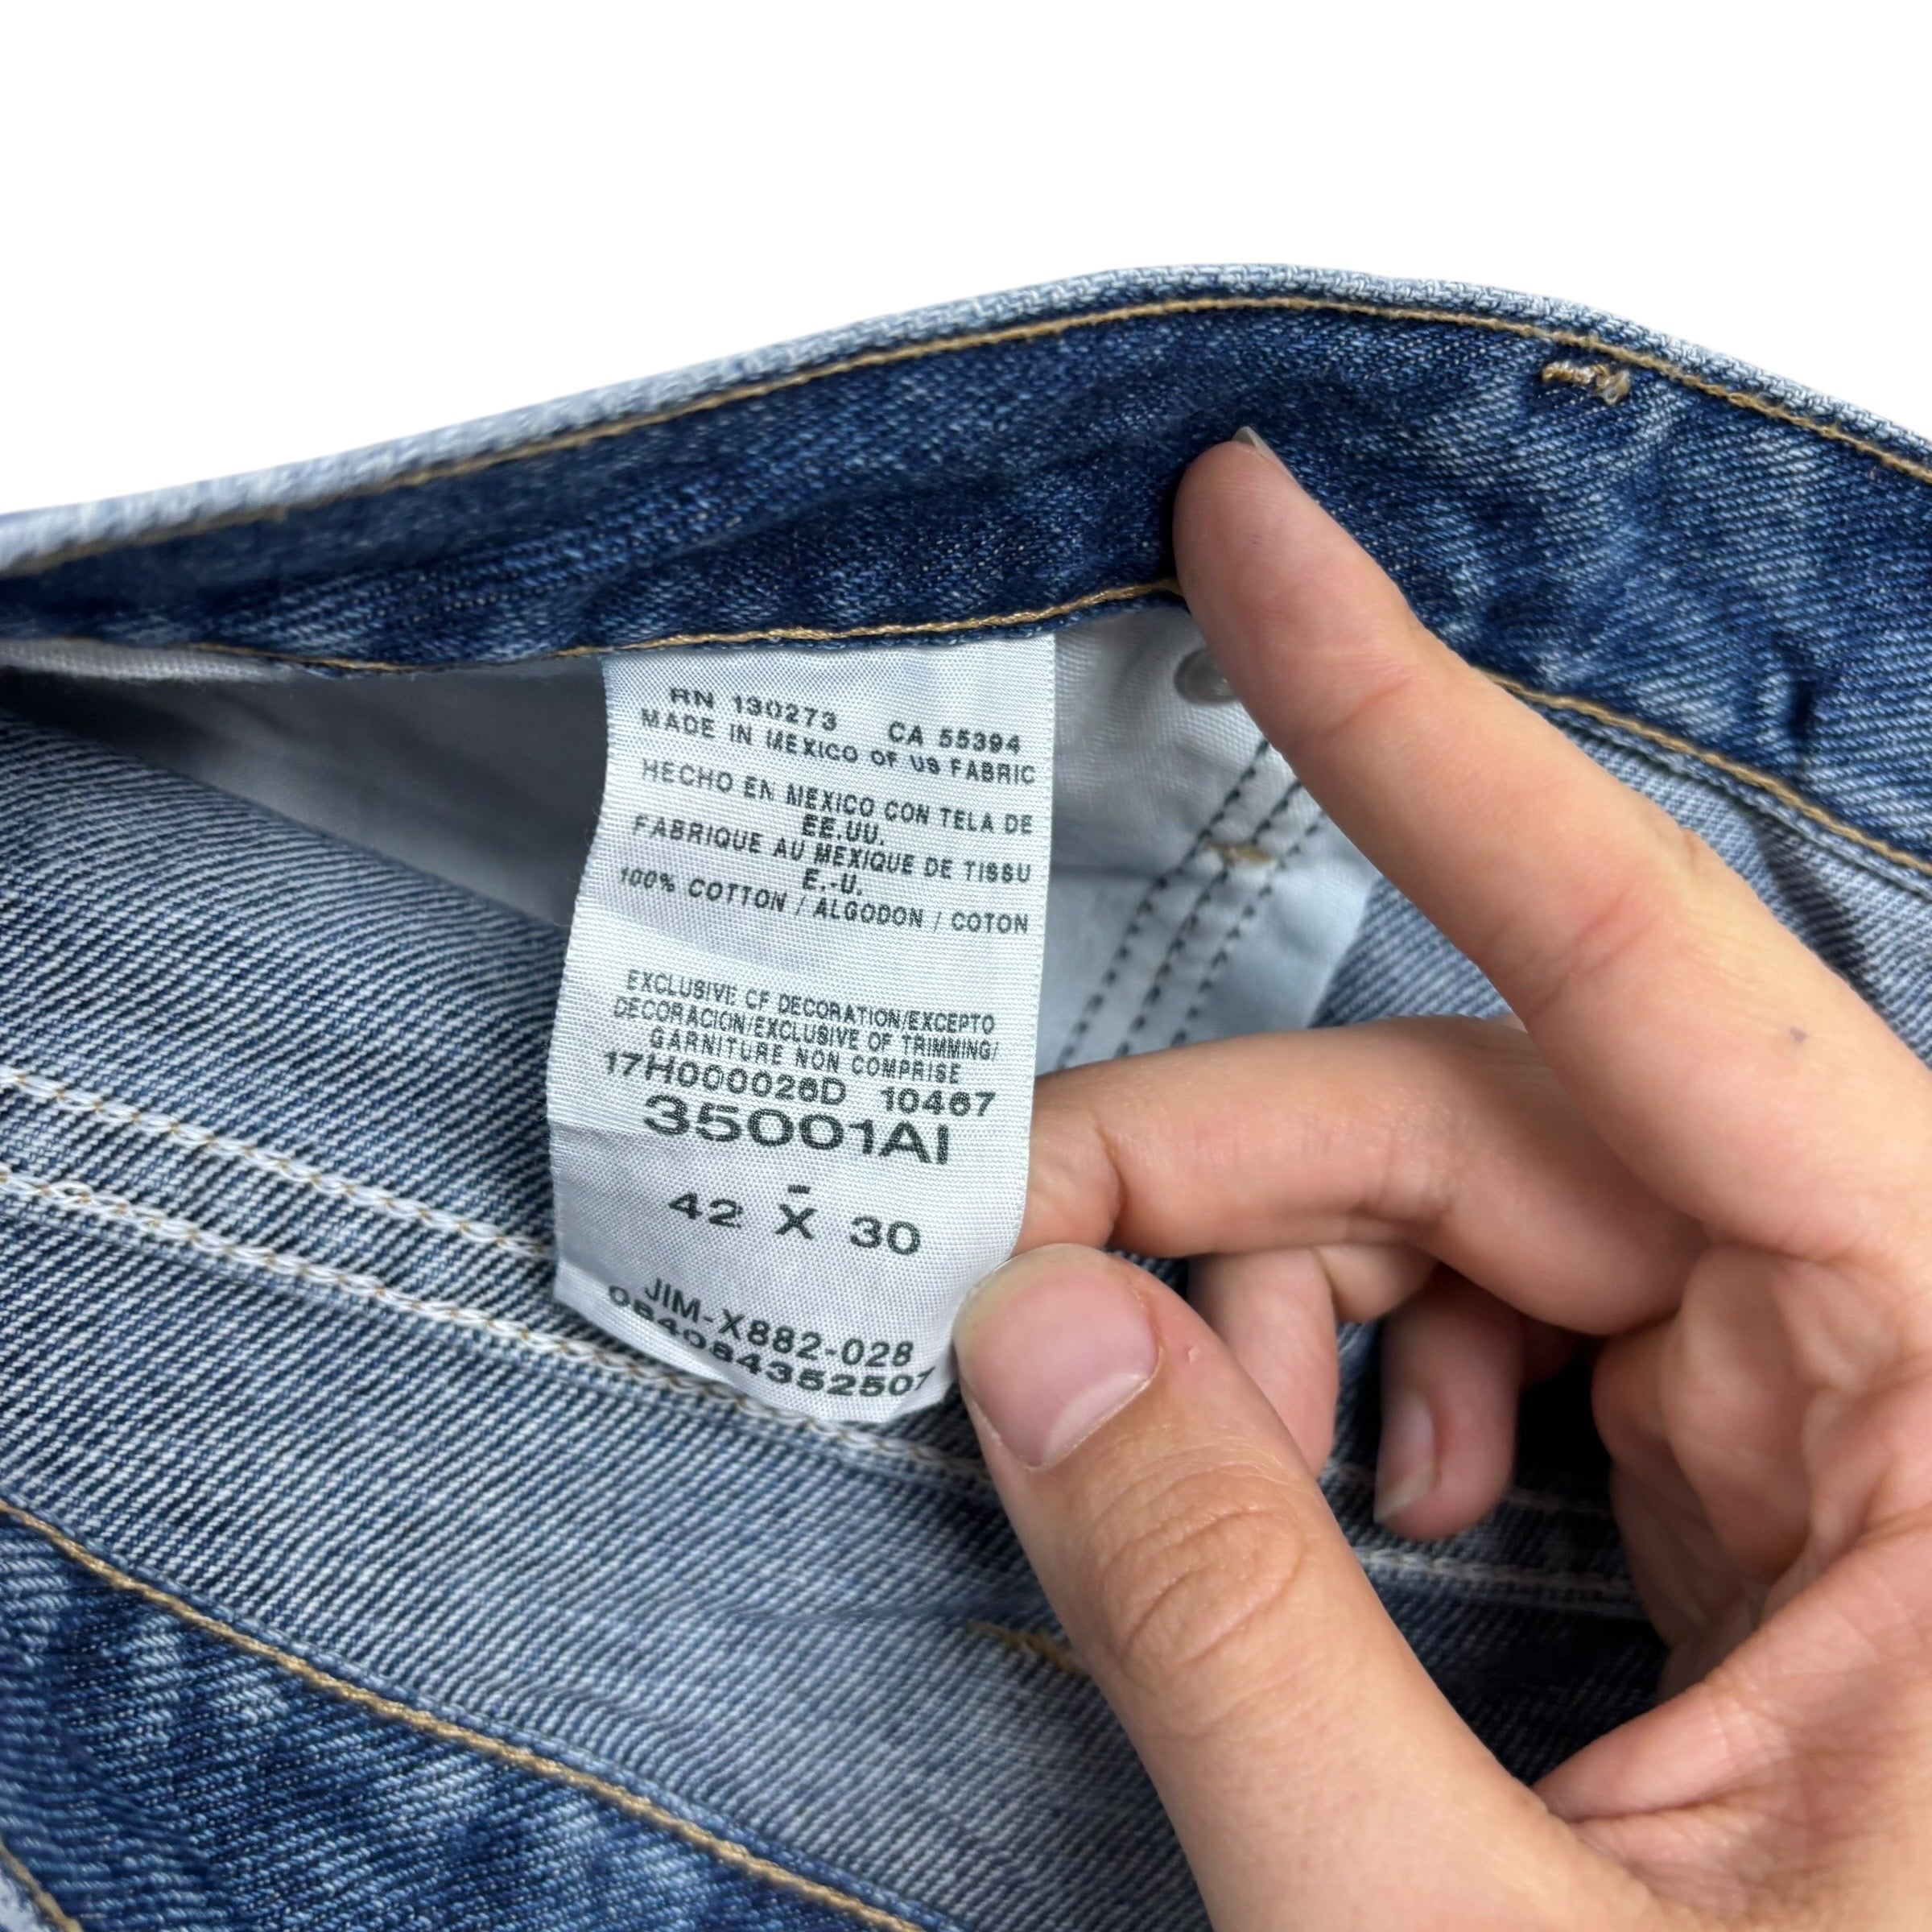 RN 130273 CA 55394
MADE IN MEXICO OF US FABRIC
HECHO EN MEXICO CON TELA DE
EE.UU.
FABRIQUE AU MEXIQUE DE TISSU
E.-U.
100% COTTON / ALGODON / COTON
EXCLUSIVE CF DECORATION/EXCEPTO
DECORACION/EXCLUSIVE OF TRIMMING/
GARNITURE NON COMPRISE
17H000026D 10467
35001AI
42 X 30
JIM-X882-028